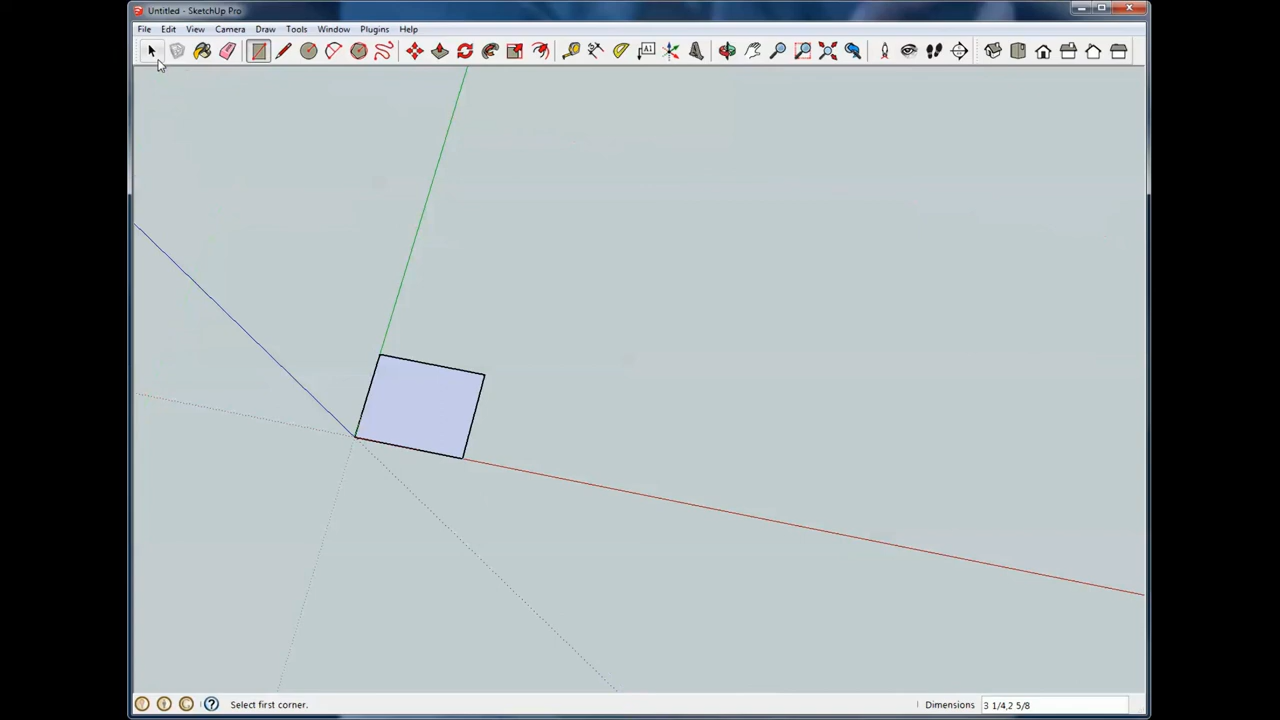 Untitled - SketchUp Pro
File Edit View Camera Draw Tools Window Plugins Help
A1
Select first corner.
Dimensions 3 1/4,2 5/8